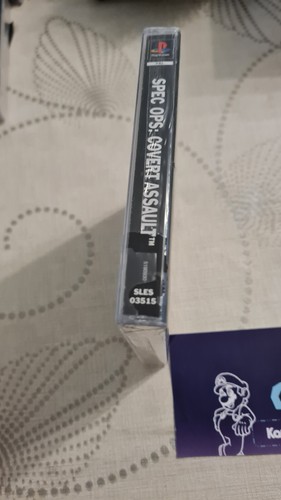 SPEC OPS: COVERT ASSAULT™
SLES
03515